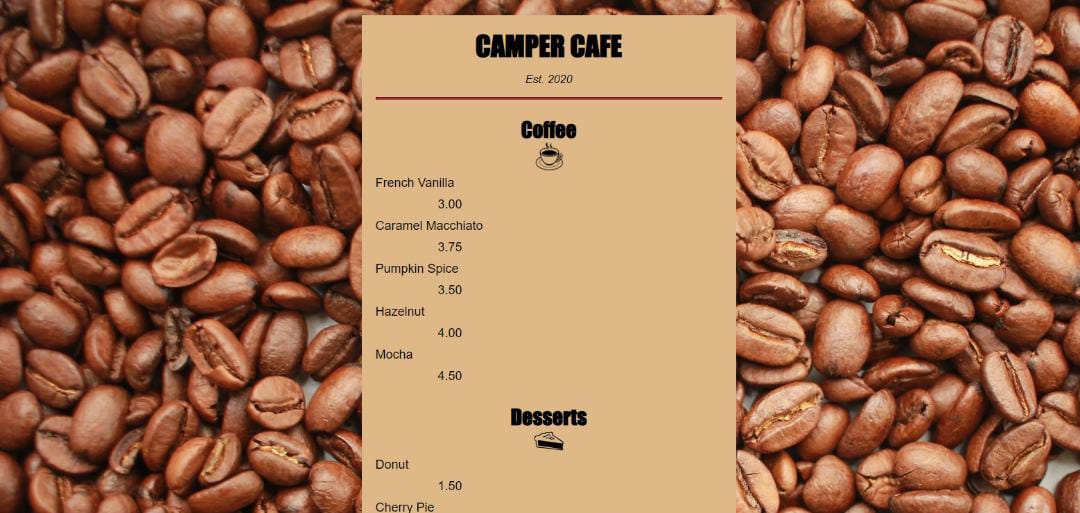 CAMPER CAFE
Est. 2020
Coffee
French Vanilla
3.00
Caramel Macchiato
3.75
Pumpkin Spice
3.50
Hazelnut
4.00
Mocha
4.50
Desserts
Donut
1.50
Cherry Pie